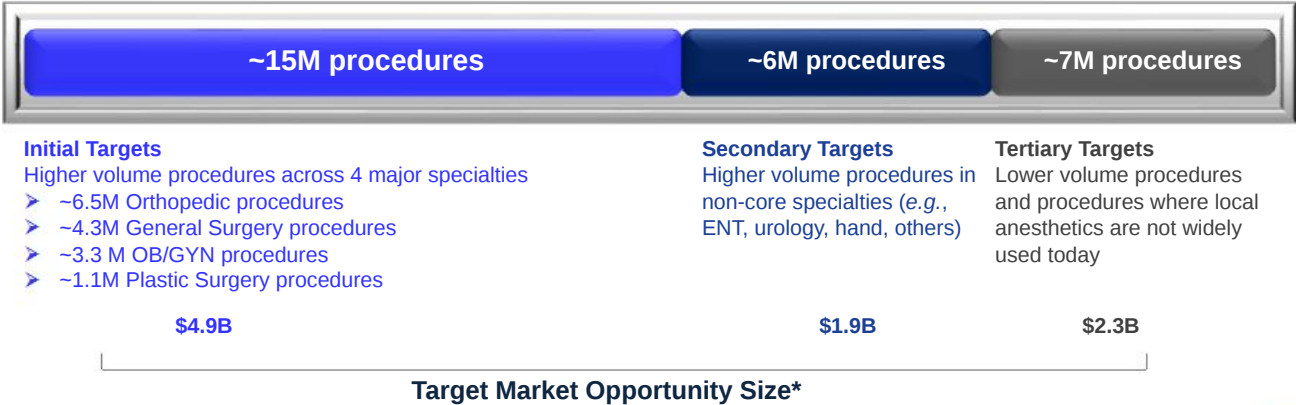 ~15M procedures
~6M procedures
~7M procedures
Initial Targets
Higher volume procedures across 4 major specialties
➢ ~6.5M Orthopedic procedures
➢ ~4.3M General Surgery procedures
➢ ~3.3 M OB/GYN procedures
➢ ~1.1M Plastic Surgery procedures
$4.9B
Secondary Targets
Higher volume procedures in
non-core specialties (e.g.,
ENT, urology, hand, others)
$1.9B
Tertiary Targets
Lower volume procedures
and procedures where local
anesthetics are not widely
used today
$2.3B
Target Market Opportunity Size*